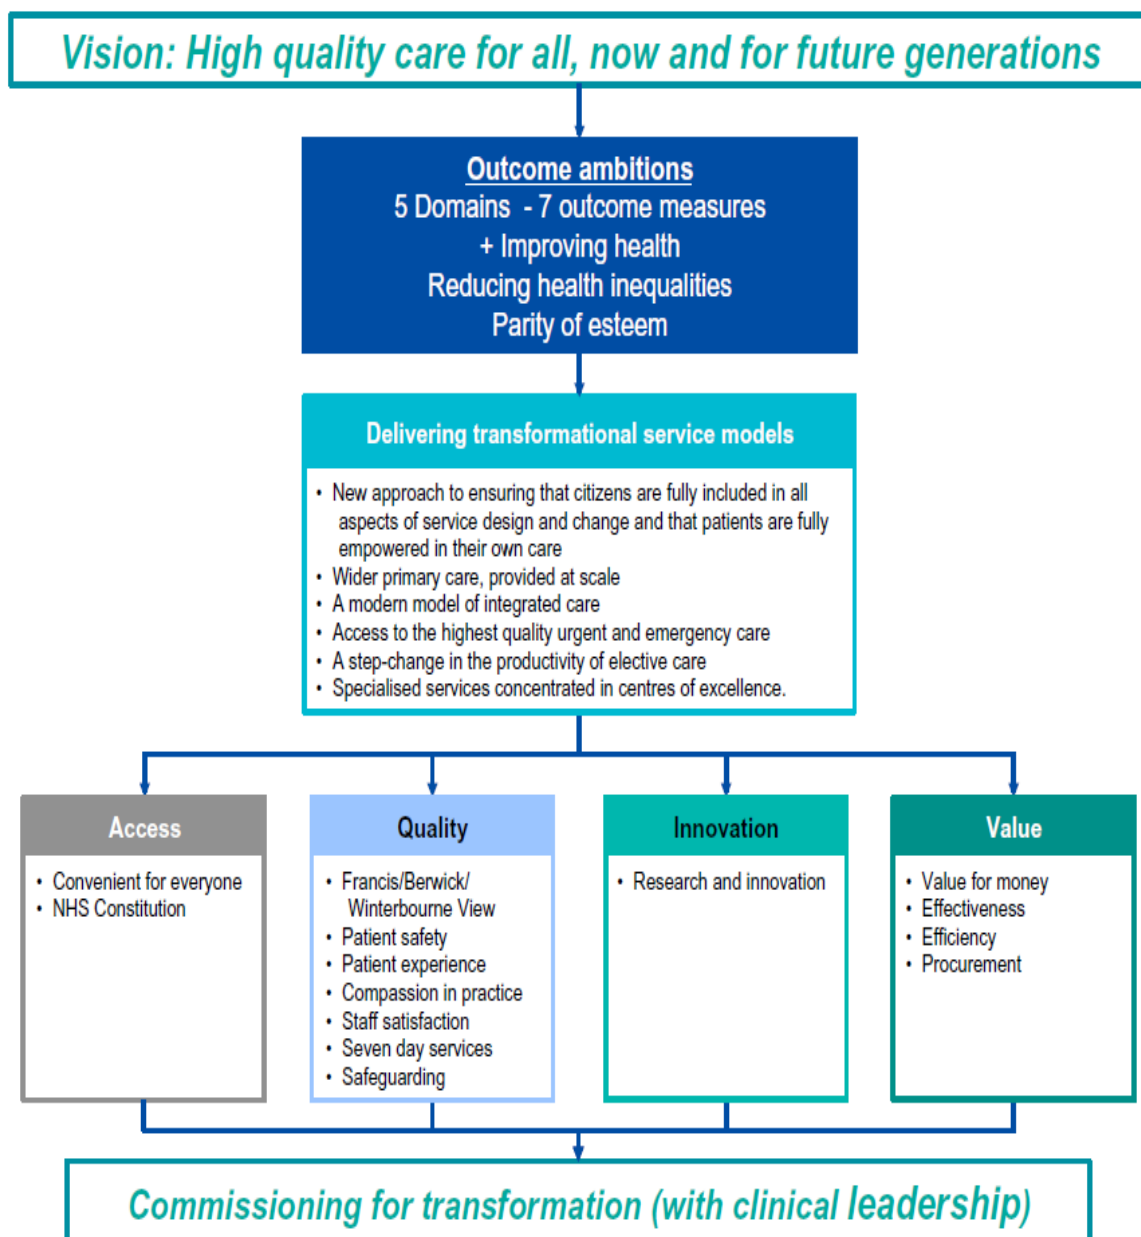 Vision: High quality care for all, now and for future generations
Outcome ambitions
5 Domains - 7 outcome measures
+ Improving health
Reducing health inequalities
Parity of esteem
Delivering transformational service models
• New approach to ensuring that citizens are fully included in all
aspects of service design and change and that patients are fully
empowered in their own care
• Wider primary care, provided at scale
• A modern model of integrated care
• Access to the highest quality urgent and emergency care
• A step-change in the productivity of elective care
• Specialised services concentrated in centres of excellence.
Access
• Convenient for everyone
• NHS Constitution
Quality
• Francis/Berwick/
Winterbourne View
• Patient safety
• Patient experience
• Compassion in practice
• Staff satisfaction
• Seven day services
• Safeguarding
Innovation
• Research and innovation
Value
• Value for money
• Effectiveness
• Efficiency
• Procurement
Commissioning for transformation (with clinical leadership)